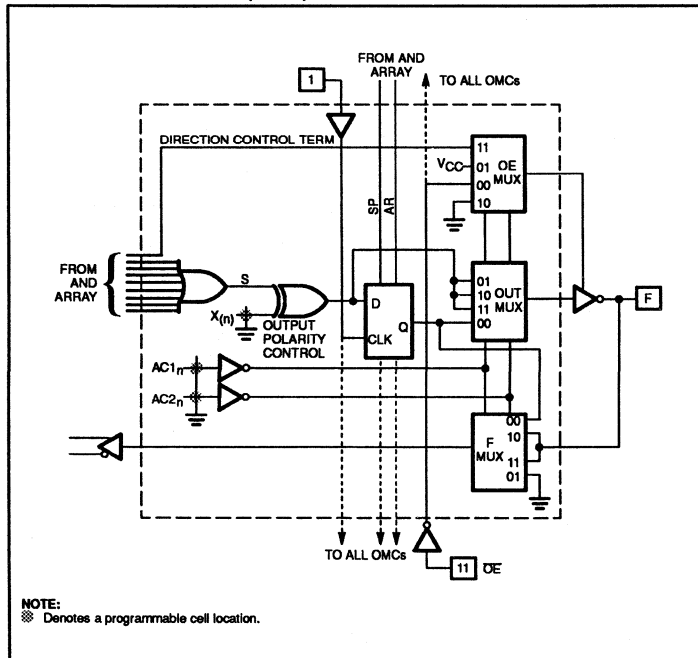 FROM AND
ARRAY
TO ALL OMCs
1
DIRECTION CONTROL TERM
11
VCC
01
OE
MUX
00
10
SP
AR
FROM
AND
ARRAY
S
X(n)
OUTPUT
POLARITY
CONTROL
D
CLK
Q
01
10
11
00
OUT
MUX
F
AC1n
AC2n
00
10
F
MUX
11
01
TO ALL OMCs
11 OE
NOTE:
Denotes a programmable cell location.